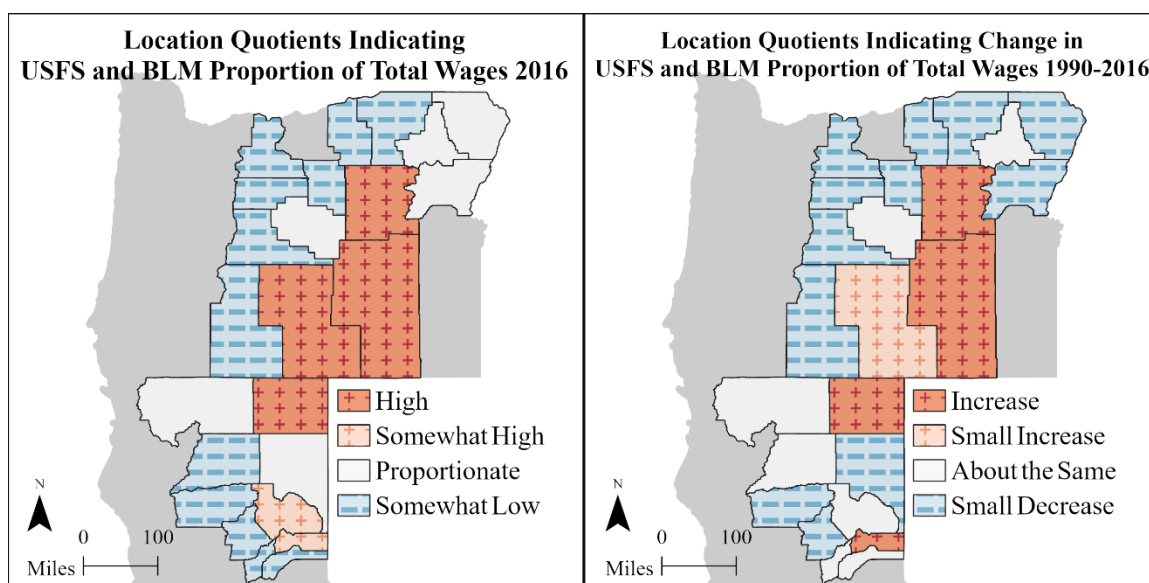 Location Quotients Indicating
USFS and BLM Proportion of Total Wages 2016
High
Somewhat High
Proportionate
Somewhat Low
N
0 100
Miles
Location Quotients Indicating Change in
USFS and BLM Proportion of Total Wages 1990-2016
Increase
Small Increase
About the Same
Small Decrease
N
0 100
Miles